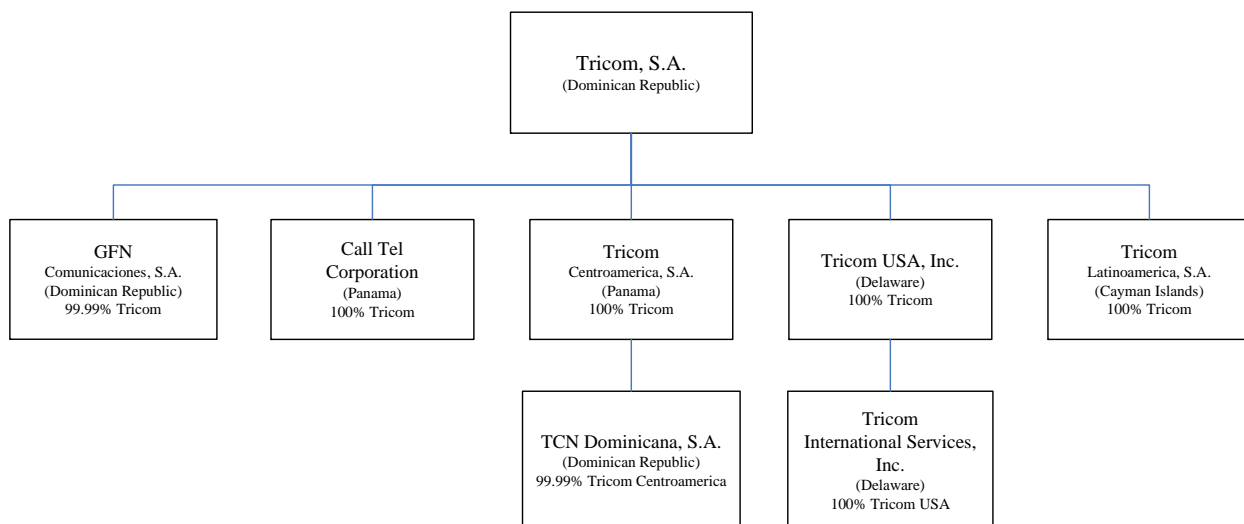 Tricom, S.A.
(Dominican Republic)
GFN
Comunicaciones, S.A.
(Dominican Republic)
99.99% Tricom
Call Tel
Corporation
(Panama)
100% Tricom
Tricom
Centroamerica, S.A.
(Panama)
100% Tricom
Tricom USA, Inc.
(Delaware)
100% Tricom
Tricom
Latinoamerica, S.A.
(Cayman Islands)
100% Tricom
TCN Dominicana, S.A.
(Dominican Republic)
99.99% Tricom Centroamerica
Tricom
International Services,
Inc.
(Delaware)
100% Tricom USA